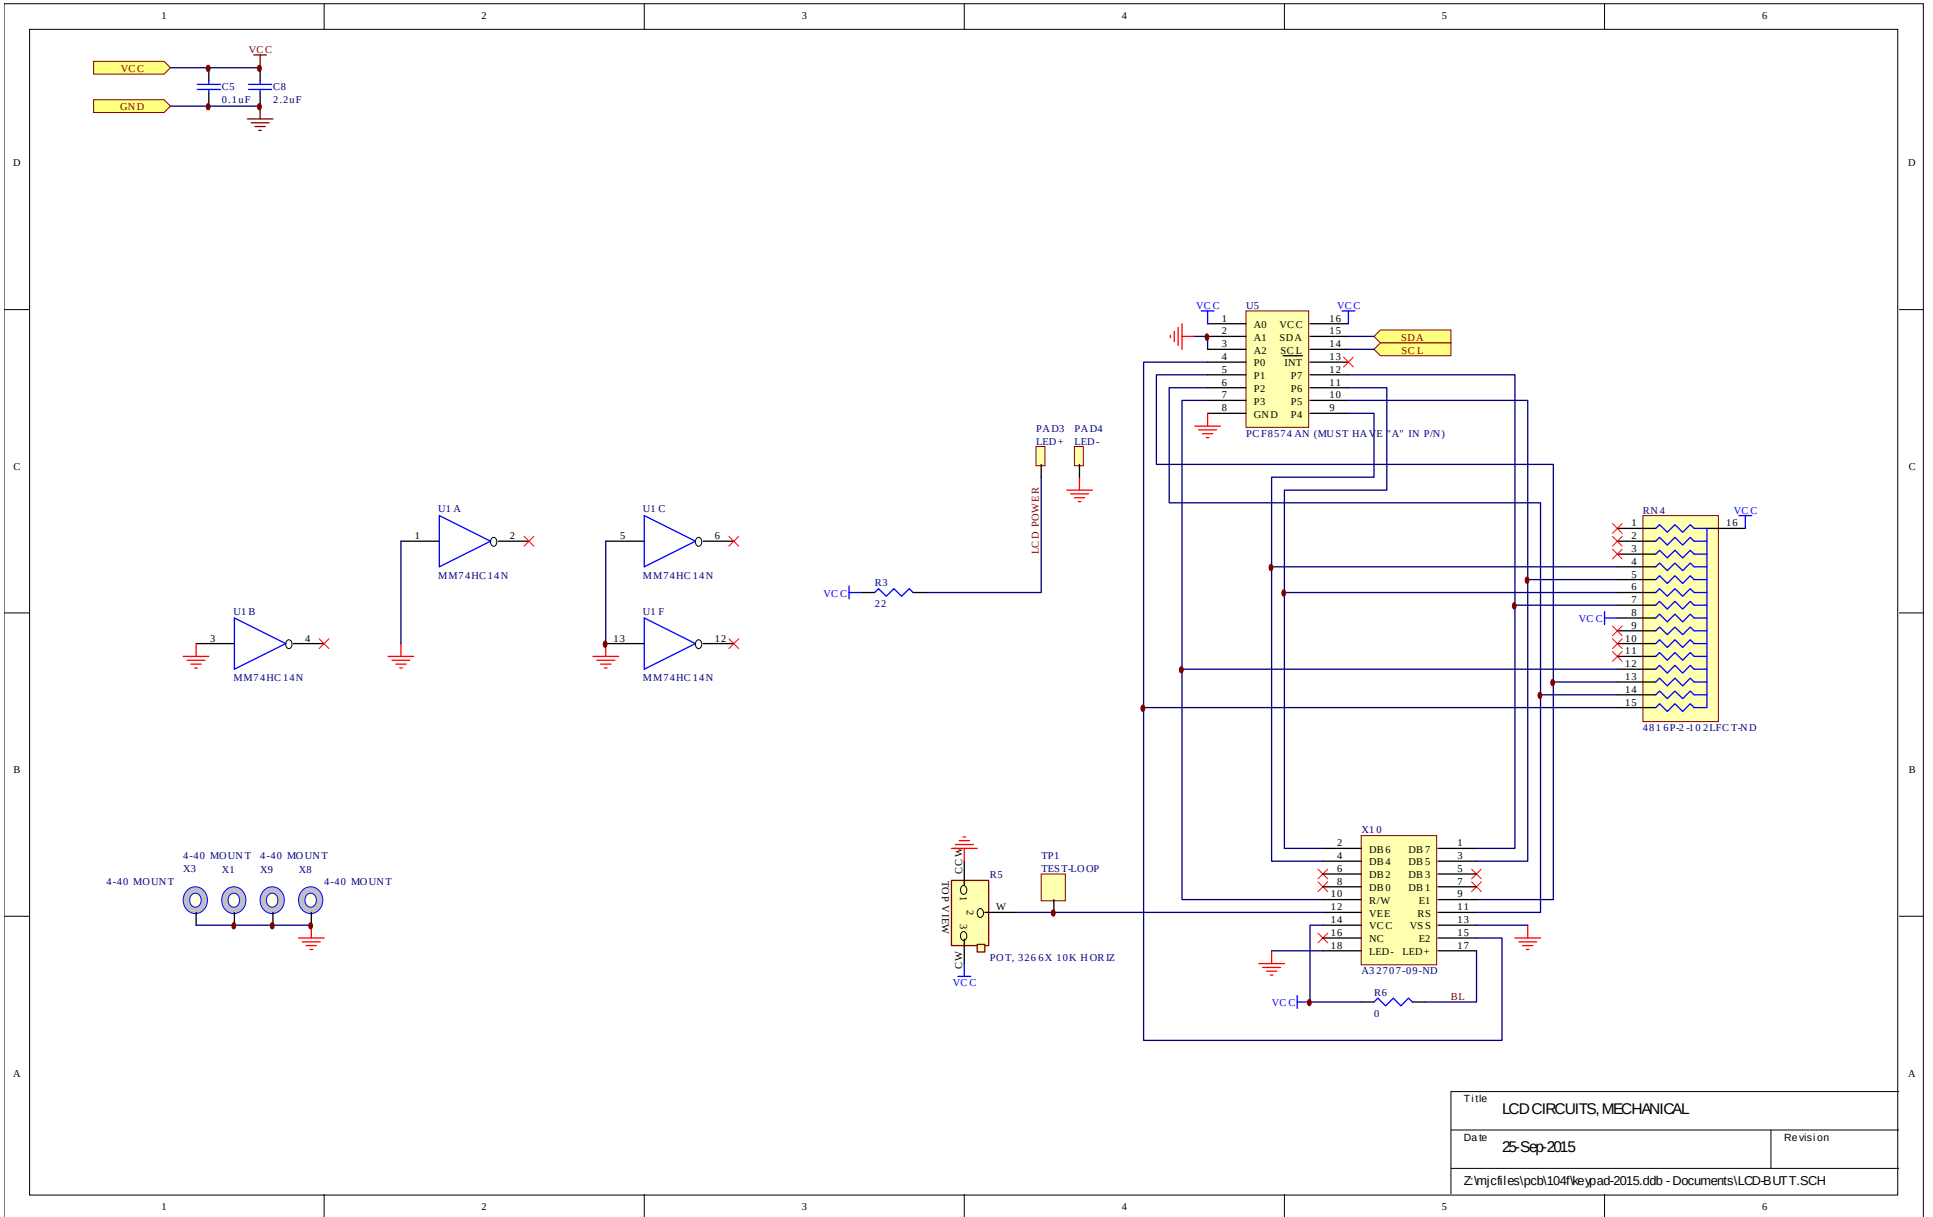 1 2 3 4 5 6
VCC
VCC
C5
0.1uF
C8
2.2uF
GND
D D
VCC
U5
VCC
1 A0 VCC 16
2 A1 SDA 15 SDA
3 A2 SCL 14 SCL
4 P0 INT 13
5 P1 P7 12
6 P2 P6 11
7 P3 P5 10
8 GND P4 9
PCF8574AN (MUST HAVE "A" IN P/N)
PAD3
LED+
PAD4
LED-
LCD POWER
C C
U1A
1 2
MM74HC14N
U1C
5 6
MM74HC14N
VCC
R3
22
U1B
3 4
MM74HC14N
U1F
13 12
MM74HC14N
RN4
VCC
1 16
2
3
4
5
6
7
VCC 8
9
10
11
12
13
14
15
4816P-2-102LFCT-ND
B B
4-40 MOUNT 4-40 MOUNT
X3 X1 X9 X8
4-40 MOUNT 4-40 MOUNT
CCW
R5
TOP VIEW
1
2
3
W
CW
VCC
POT, 3266X 10K HORIZ
TP1
TEST-LOOP
X10
2 DB6 DB7 1
4 DB4 DB5 3
6 DB2 DB3 5
8 DB0 DB1 7
10 R/W E1 9
12 VEE RS 11
14 VCC VSS 13
16 NC E2 15
18 LED- LED+ 17
A32707-09-ND
VCC
R6
0
BL
A A
Title
LCD CIRCUITS, MECHANICAL
Date
25-Sep-2015
Revision
Z:\mjcfiles\pcb\104f\keypad-2015.ddb - Documents\LCD-BUTT.SCH
1 2 3 4 5 6